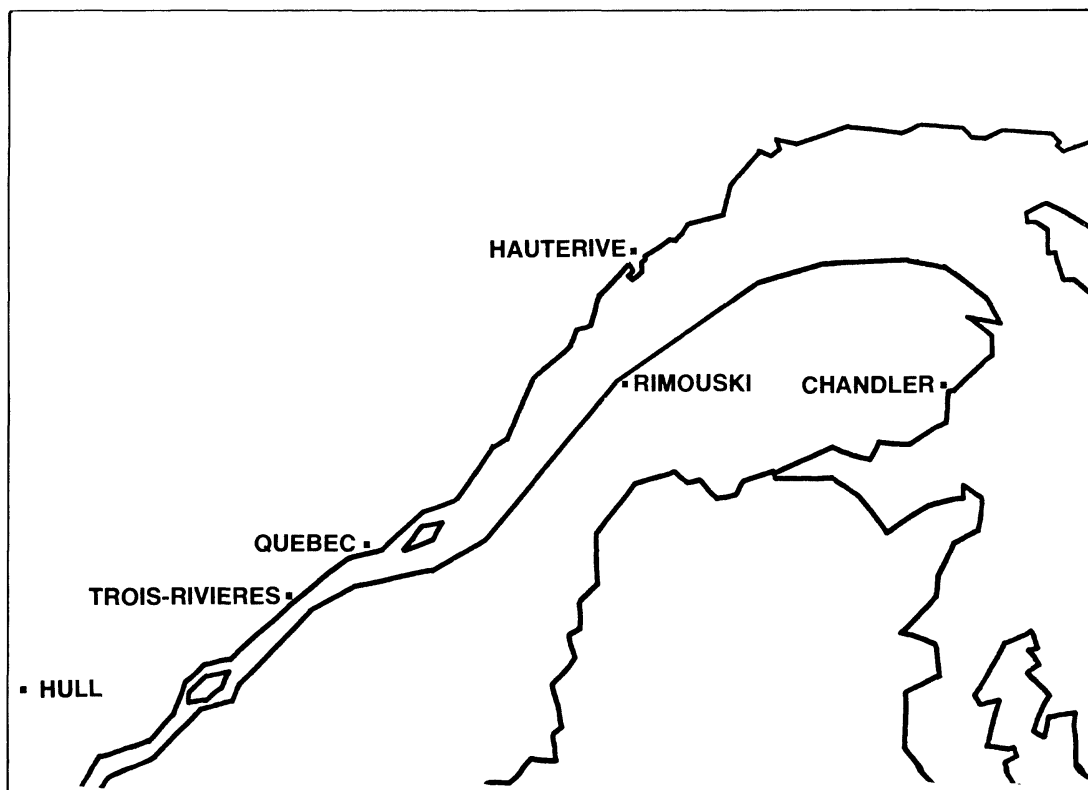 HAUTERIVE
RIMOUSKI
CHANDLER
QUEBEC
TROIS-RIVIERES
HULL